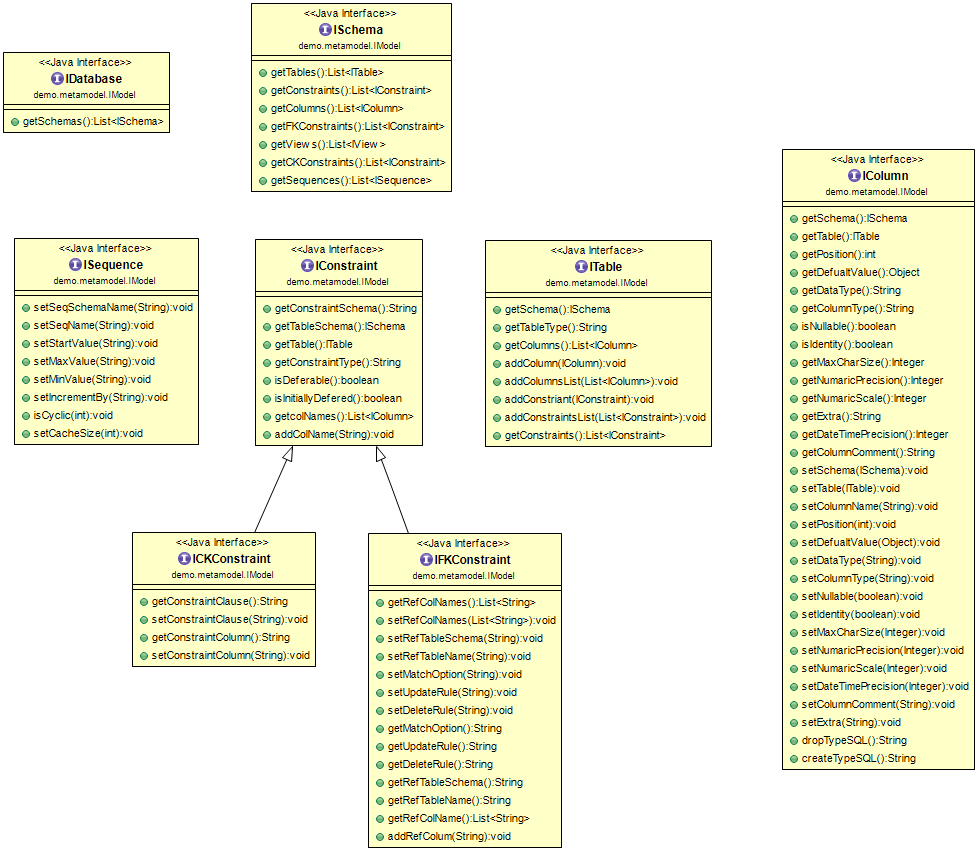 <<Java Interface>>
IDatabase
demo.metamodel.IModel
getSchemas():List<ISchema>
<<Java Interface>>
ISchema
demo.metamodel.IModel
getTables():List<ITable>
getConstraints():List<IConstraint>
getColumns():List<IColumn>
getFKConstraints():List<IConstraint>
getViews():List<IView>
getCKConstraints():List<IConstraint>
getSequences():List<ISequence>
<<Java Interface>>
ISequence
demo.metamodel.IModel
setSeqSchemaName(String):void
setSeqName(String):void
setStartValue(String):void
setMaxValue(String):void
setMinValue(String):void
setIncrementBy(String):void
isCyclic(int):void
setCacheSize(int):void
<<Java Interface>>
IConstraint
demo.metamodel.IModel
getConstraintSchema():String
getTableSchema():ISchema
getTable():ITable
getConstraintType():String
isDeferable():boolean
isInitiallyDefered():boolean
getcolNames():List<IColumn>
addColName(String):void
<<Java Interface>>
ITable
demo.metamodel.IModel
getSchema():ISchema
getTableType():String
getColumns():List<IColumn>
addColumn(IColumn):void
addColumnsList(List<IColumn>):void
addConstriant(IConstraint):void
addConstraintsList(List<IConstraint>):void
getConstraints():List<IConstraint>
<<Java Interface>>
ICKConstraint
demo.metamodel.IModel
getConstraintClause():String
setConstraintClause(String):void
getConstraintColumn():String
setConstraintColumn(String):void
<<Java Interface>>
IFKConstraint
demo.metamodel.IModel
getRefColNames():List<String>
setRefColNames(List<String>):void
setRefTableSchema(String):void
setRefTableName(String):void
setMatchOption(String):void
setUpdateRule(String):void
setDeleteRule(String):void
getMatchOption():String
getUpdateRule():String
getDeleteRule():String
getRefTableSchema():String
getRefTableName():String
getRefColName():List<String>
addRefColum(String):void
<<Java Interface>>
IColumn
demo.metamodel.IModel
getSchema():ISchema
getTable():ITable
getPosition():int
getDefualtValue():Object
getDataType():String
getColumnType():String
isNullable():boolean
isIdentity():boolean
getMaxCharSize():Integer
getNumaricPrecision():Integer
getNumaricScale():Integer
getExtra():String
getDateTimePrecision():Integer
getColumnComment():String
setSchema(ISchema):void
setTable(ITable):void
setColumnName(String):void
setPosition(int):void
setDefualtValue(Object):void
setDataType(String):void
setColumnType(String):void
setNullable(boolean):void
setIdentity(boolean):void
setMaxCharSize(Integer):void
setNumaricPrecision(Integer):void
setNumaricScale(Integer):void
setDateTimePrecision(Integer):void
setColumnComment(String):void
setExtra(String):void
dropTypeSQL():String
createTypeSQL():String